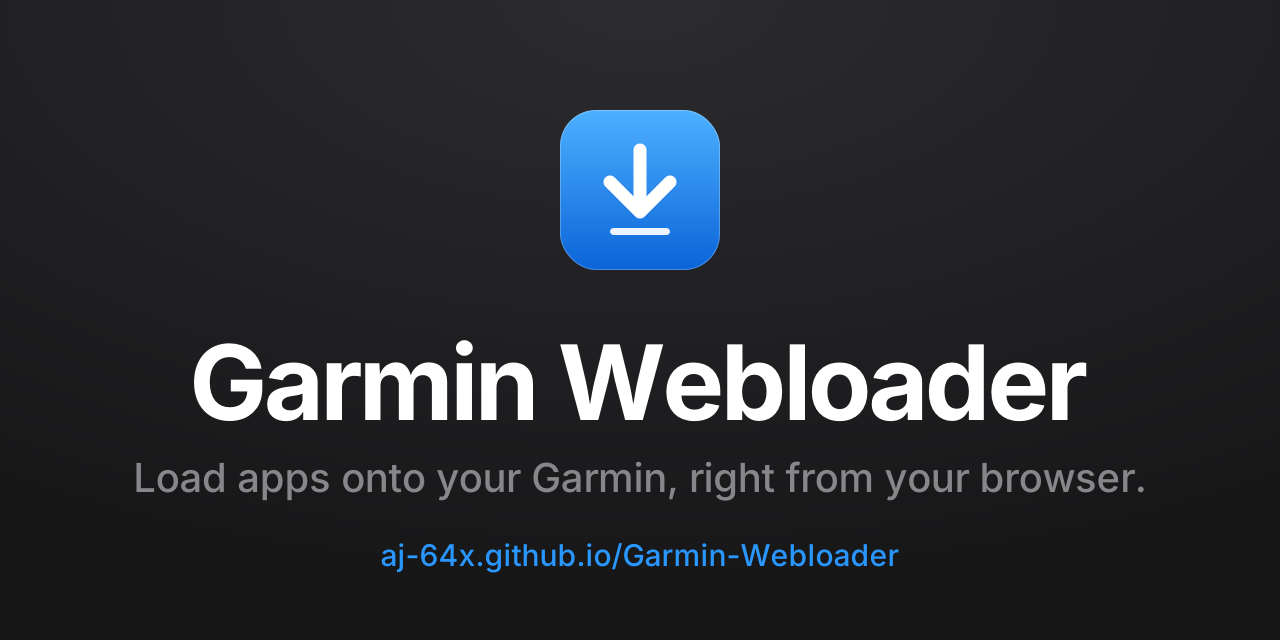 Garmin Webloader
Load apps onto your Garmin, right from your browser.
aj-64x.github.io/Garmin-Webloader